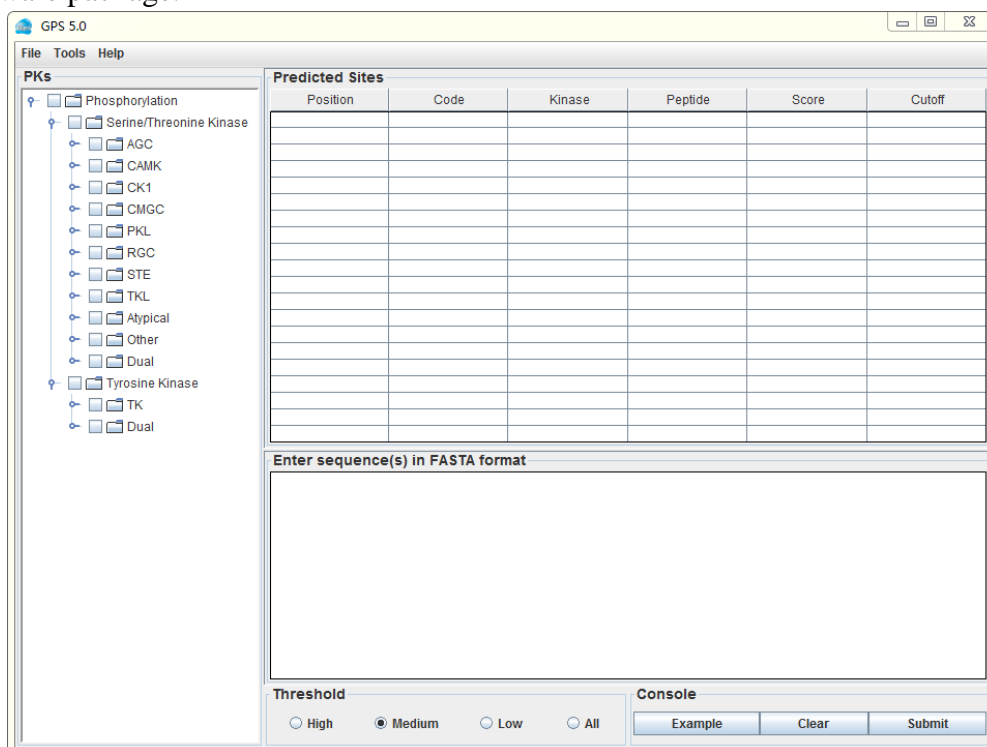 GPS 5.0
File Tools Help
PKs
Phosphorylation
Serine/Threonine Kinase
AGC
CAMK
CK1
CMGC
PKL
RGC
STE
TKL
Atypical
Other
Dual
Tyrosine Kinase
TK
Dual
Predicted Sites
Position Code Kinase Peptide Score Cutoff
Enter sequence(s) in FASTA format
Threshold
High Medium Low All
Console
Example Clear Submit